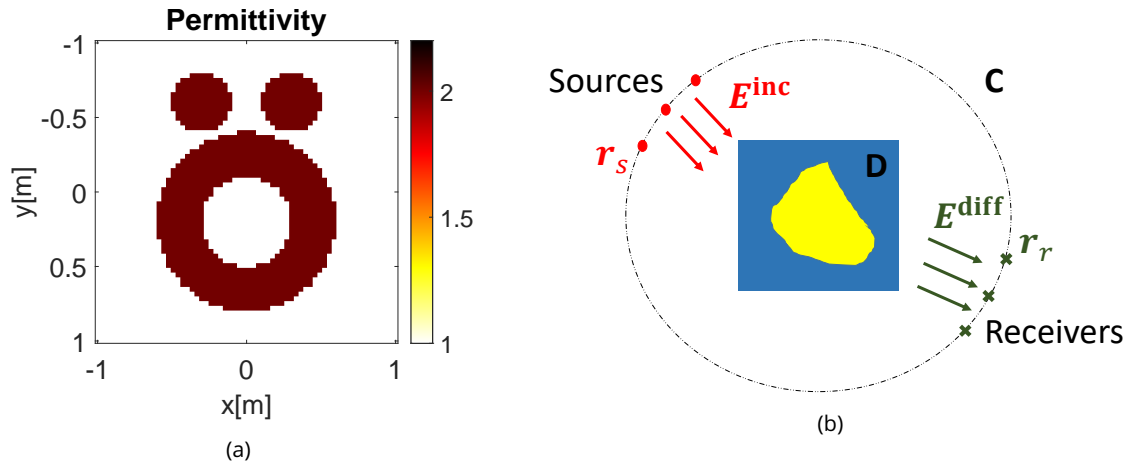 Permittivity
-1
-0.5
0
0.5
1
y[m]
-1
0
1
x[m]
2
1.5
1
(a)
Sources
E^inc
C
r_s
D
E^diff
r_r
Receivers
(b)